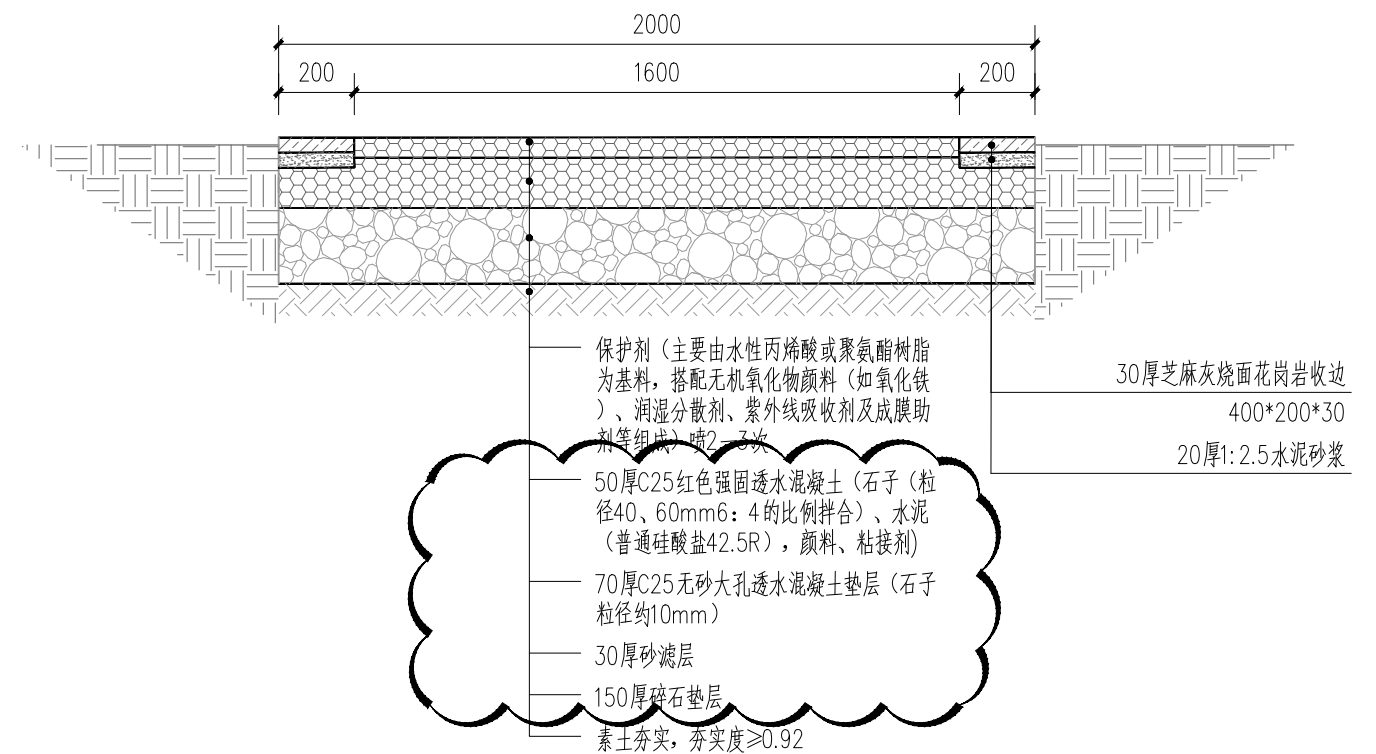 2000
200
1600
200
保护剂（主要由水性丙烯酸或聚氨酯树脂
为基料，搭配无机氧化物颜料（如氧化铁
）、润湿分散剂、紫外线吸收剂及成膜助
剂等组成）喷2—3次
50厚C25红色强固透水混凝土（石子（粒
径40、60mm6：4的比例拌合）、水泥
（普通硅酸盐42.5R），颜料、粘接剂)
70厚C25无砂大孔透水混凝土垫层（石子
粒径约10mm）
30厚砂滤层
150厚碎石垫层
素土夯实，夯实度≥0.92
30厚芝麻灰烧面花岗岩收边
400*200*30
20厚1:2.5水泥砂浆